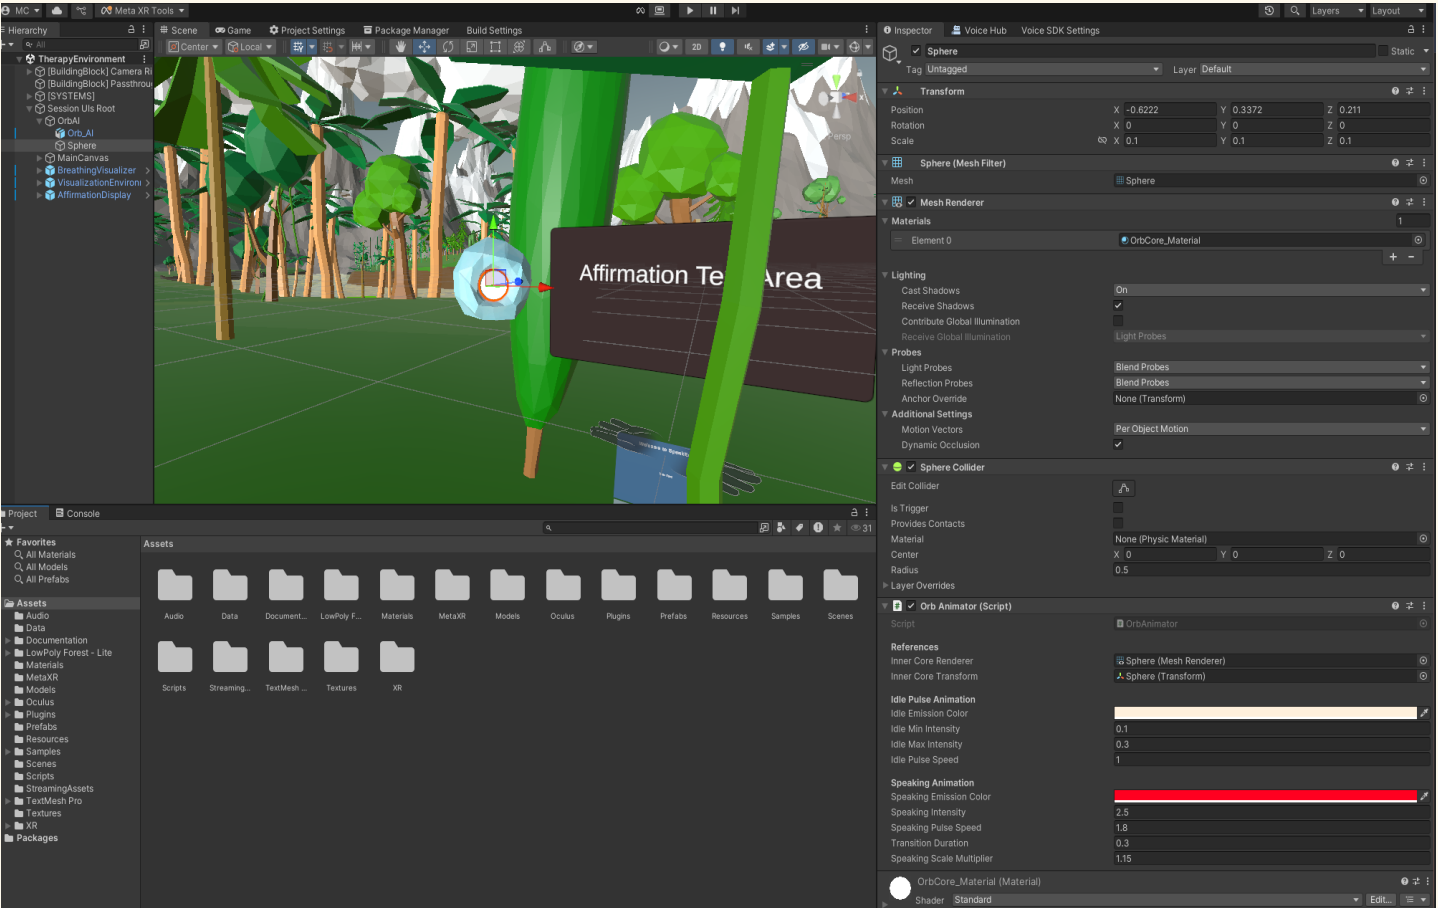 MC
Meta XR Tools
Layers
Layout
Hierarchy
All
TherapyEnvironment
[BuildingBlock] Camera Ri
[BuildingBlock] Passthrou
[SYSTEMS]
Session UIs Root
OrbAI
Orb_AI
Sphere
MainCanvas
BreathingVisualizer
VisualizationEnvironm
AffirmationDisplay
Scene
Game
Project Settings
Package Manager
Build Settings
Center
Local
2D
Persp
Affirmation Te Area
Inspector
Voice Hub
Voice SDK Settings
Sphere
Static
Tag Untagged
Layer Default
Transform
Position X -0.6222 Y 0.3372 Z 0.211
Rotation X 0 Y 0 Z 0
Scale X 0.1 Y 0.1 Z 0.1
Sphere (Mesh Filter)
Mesh Sphere
Mesh Renderer
Materials 1
Element 0 OrbCore_Material
Lighting
Cast Shadows On
Receive Shadows
Contribute Global Illumination
Receive Global Illumination Light Probes
Probes
Light Probes Blend Probes
Reflection Probes Blend Probes
Anchor Override None (Transform)
Additional Settings
Motion Vectors Per Object Motion
Dynamic Occlusion
Sphere Collider
Edit Collider
Is Trigger
Provides Contacts
Material None (Physic Material)
Center X 0 Y 0 Z 0
Radius 0.5
Layer Overrides
Orb Animator (Script)
Script OrbAnimator
References
Inner Core Renderer Sphere (Mesh Renderer)
Inner Core Transform Sphere (Transform)
Idle Pulse Animation
Idle Emission Color
Idle Min Intensity 0.1
Idle Max Intensity 0.3
Idle Pulse Speed 1
Speaking Animation
Speaking Emission Color
Speaking Intensity 2.5
Speaking Pulse Speed 1.8
Transition Duration 0.3
Speaking Scale Multiplier 1.15
OrbCore_Material (Material)
Shader Standard Edit...
Project
Console
31
Favorites
All Materials
All Models
All Prefabs
Assets
Audio
Data
Documentation
LowPoly Forest - Lite
Materials
MetaXR
Models
Oculus
Plugins
Prefabs
Resources
Samples
Scenes
Scripts
StreamingAssets
TextMesh Pro
Textures
XR
Packages
Assets
Audio Data Document... LowPoly F... Materials MetaXR Models Oculus Plugins Prefabs Resources Samples Scenes
Scripts Streaming... TextMesh ... Textures XR